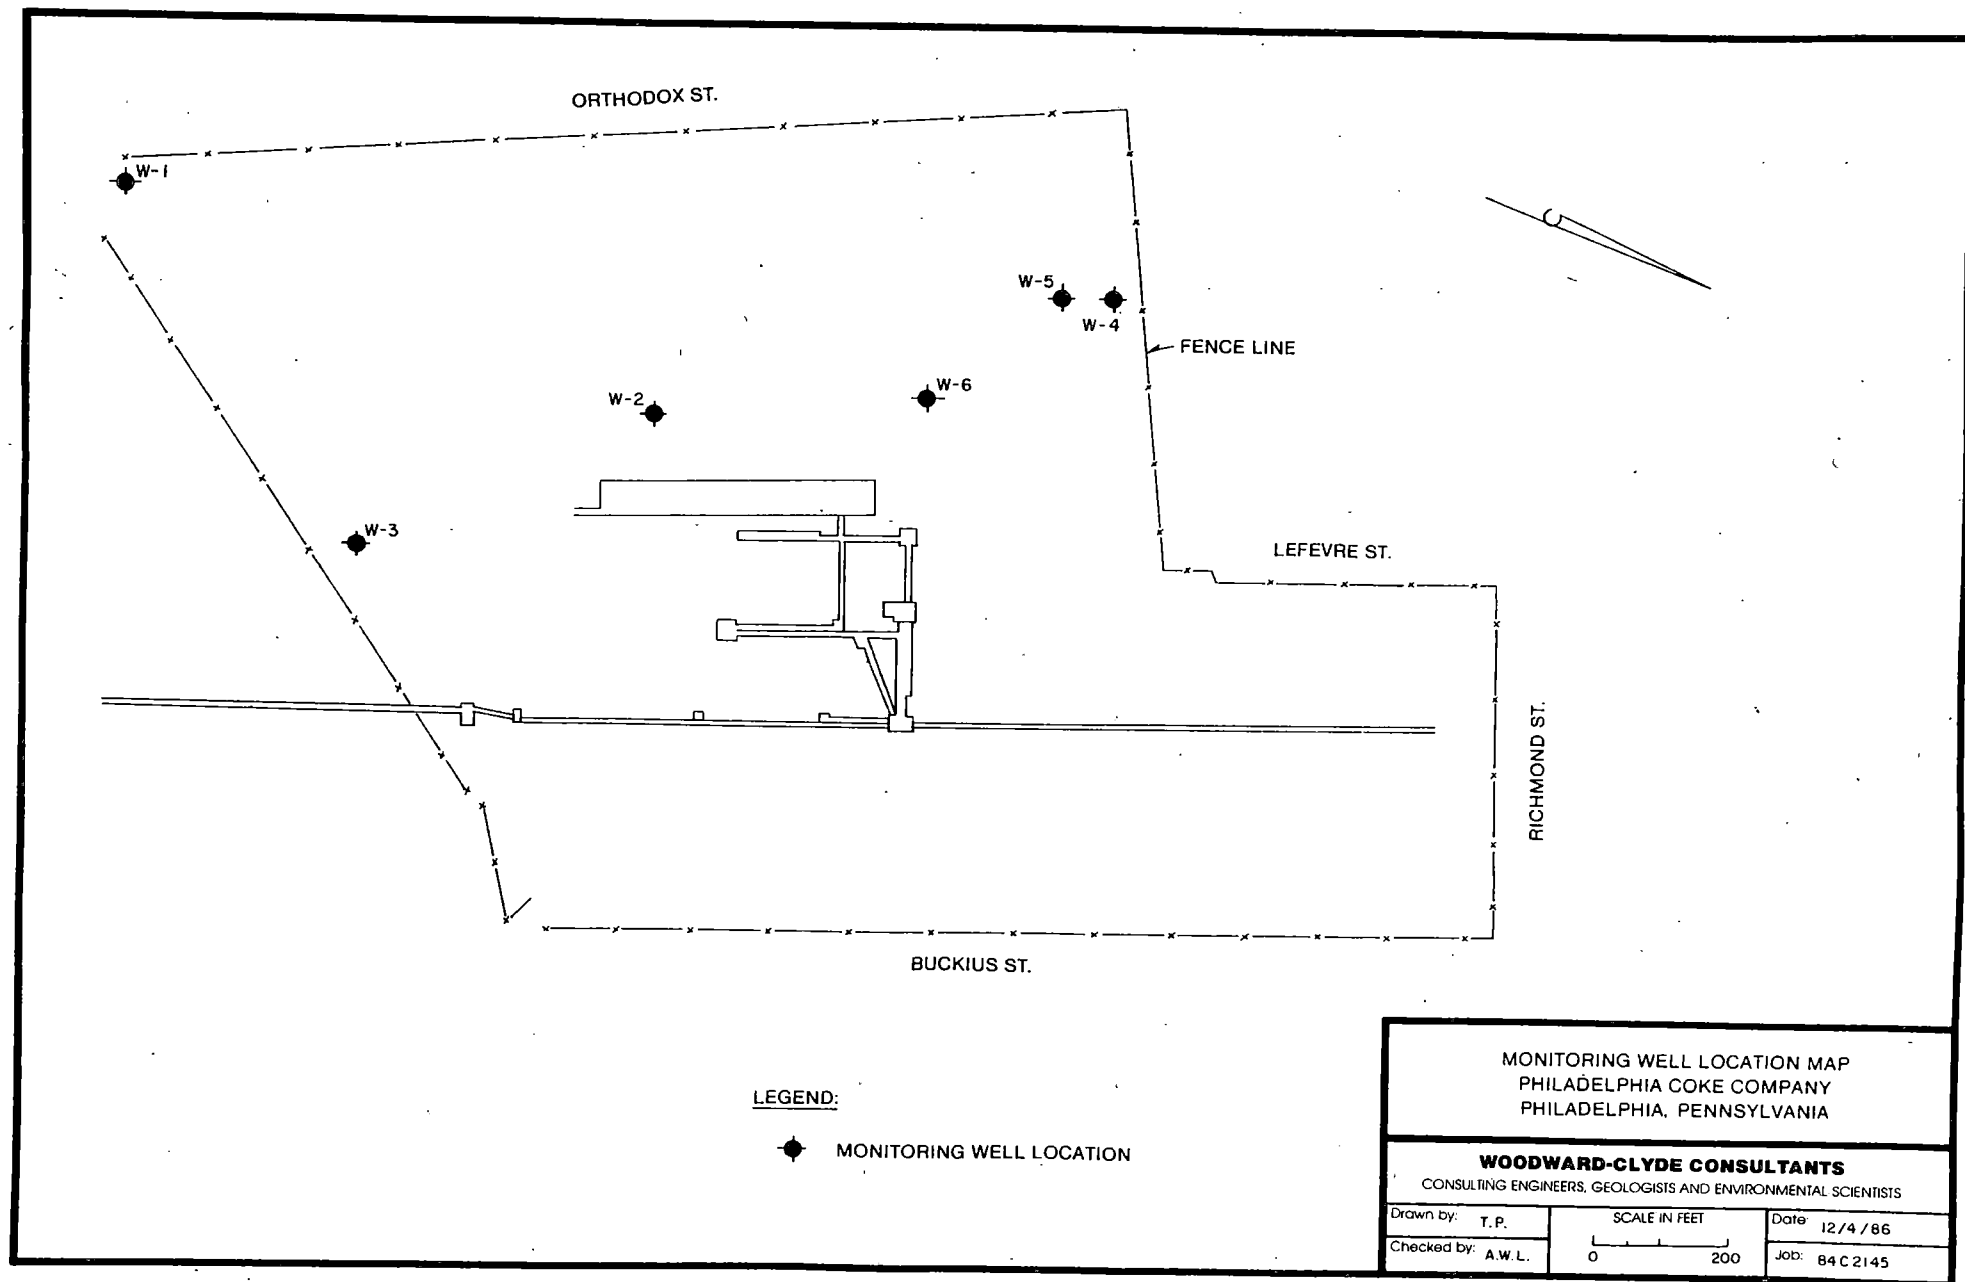 ORTHODOX ST.
W-1
W-5
W-4
FENCE LINE
W-6
W-2
W-3
LEFEVRE ST.
RICHMOND ST.
BUCKIUS ST.
LEGEND:
MONITORING WELL LOCATION
MONITORING WELL LOCATION MAP
PHILADELPHIA COKE COMPANY
PHILADELPHIA, PENNSYLVANIA
WOODWARD-CLYDE CONSULTANTS
CONSULTING ENGINEERS, GEOLOGISTS AND ENVIRONMENTAL SCIENTISTS
Drawn by: T.P.
Checked by: A.W.L.
SCALE IN FEET
0 200
Date: 12/4/86
Job: 84C2145